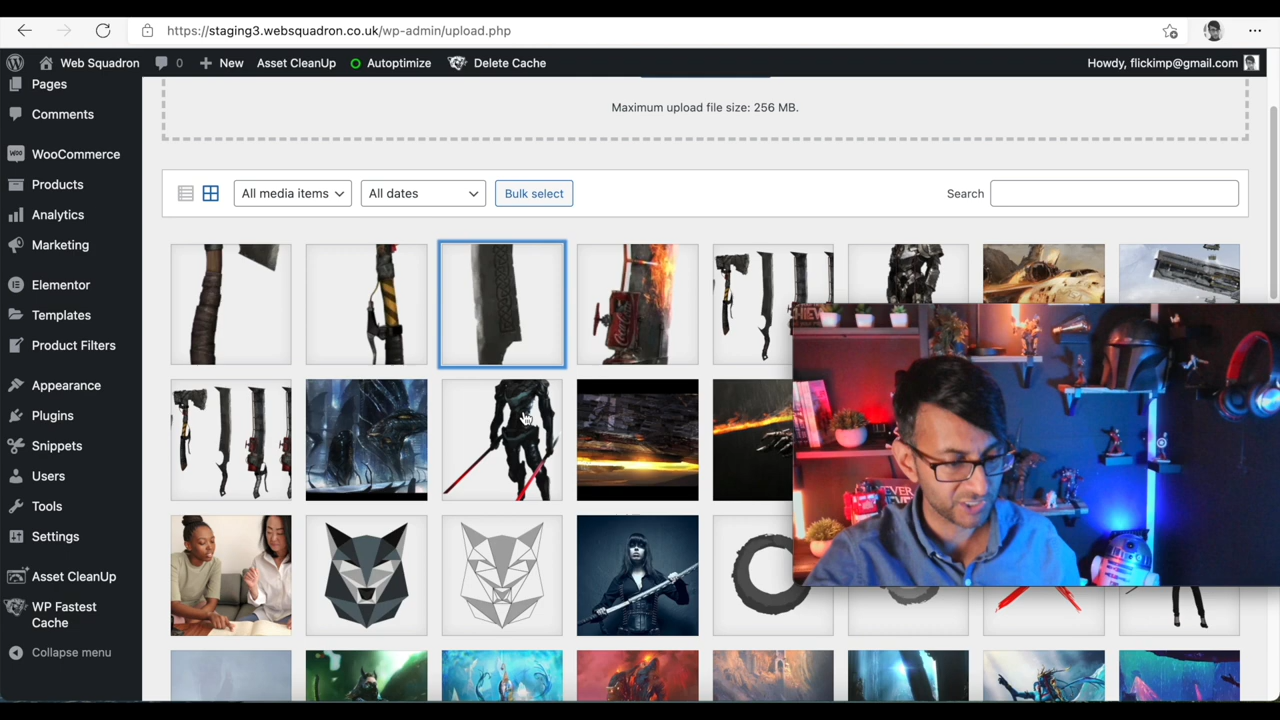 https://staging3.websquadron.co.uk/wp-admin/upload.php
Web Squadron
0
New
Asset CleanUp
Autoptimize
Delete Cache
Howdy, flickimp@gmail.com
Pages
Comments
WooCommerce
Products
Analytics
Marketing
Elementor
Templates
Product Filters
Appearance
Plugins
Snippets
Users
Tools
Settings
Asset CleanUp
WP Fastest
Cache
Collapse menu
Maximum upload file size: 256 MB.
All media items
All dates
Bulk select
Search